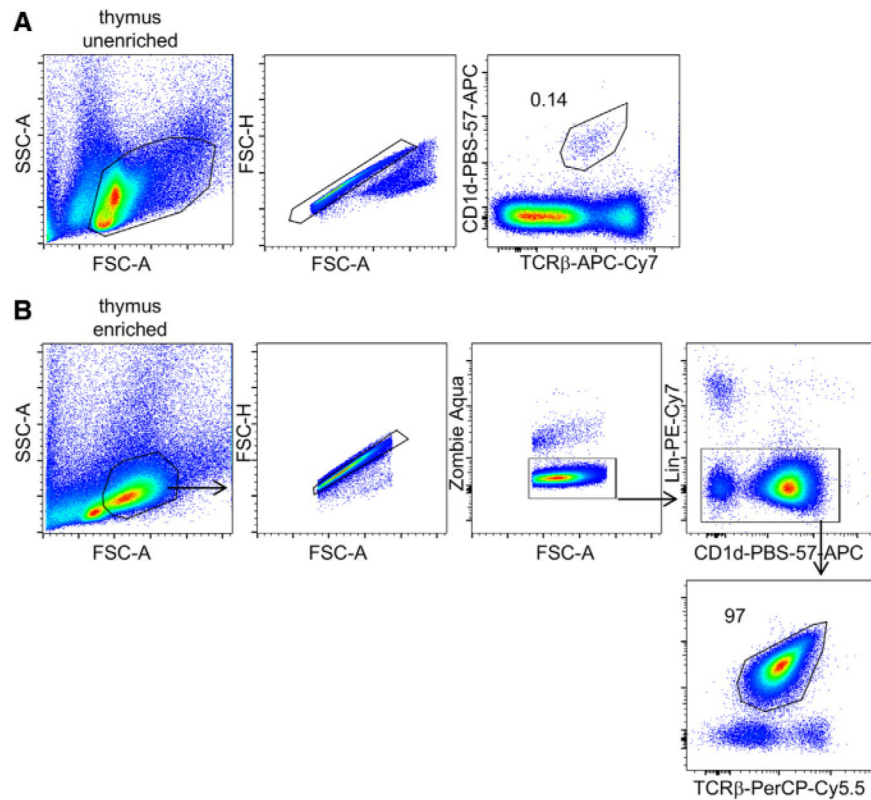 A
thymus
unenriched
SSC-A
FSC-A
FSC-H
FSC-A
CD1d-PBS-57-APC
0.14
TCRβ-APC-Cy7
B
thymus
enriched
SSC-A
FSC-A
FSC-H
FSC-A
Zombie Aqua
FSC-A
Lin-PE-Cy7
CD1d-PBS-57-APC
97
TCRβ-PerCP-Cy5.5